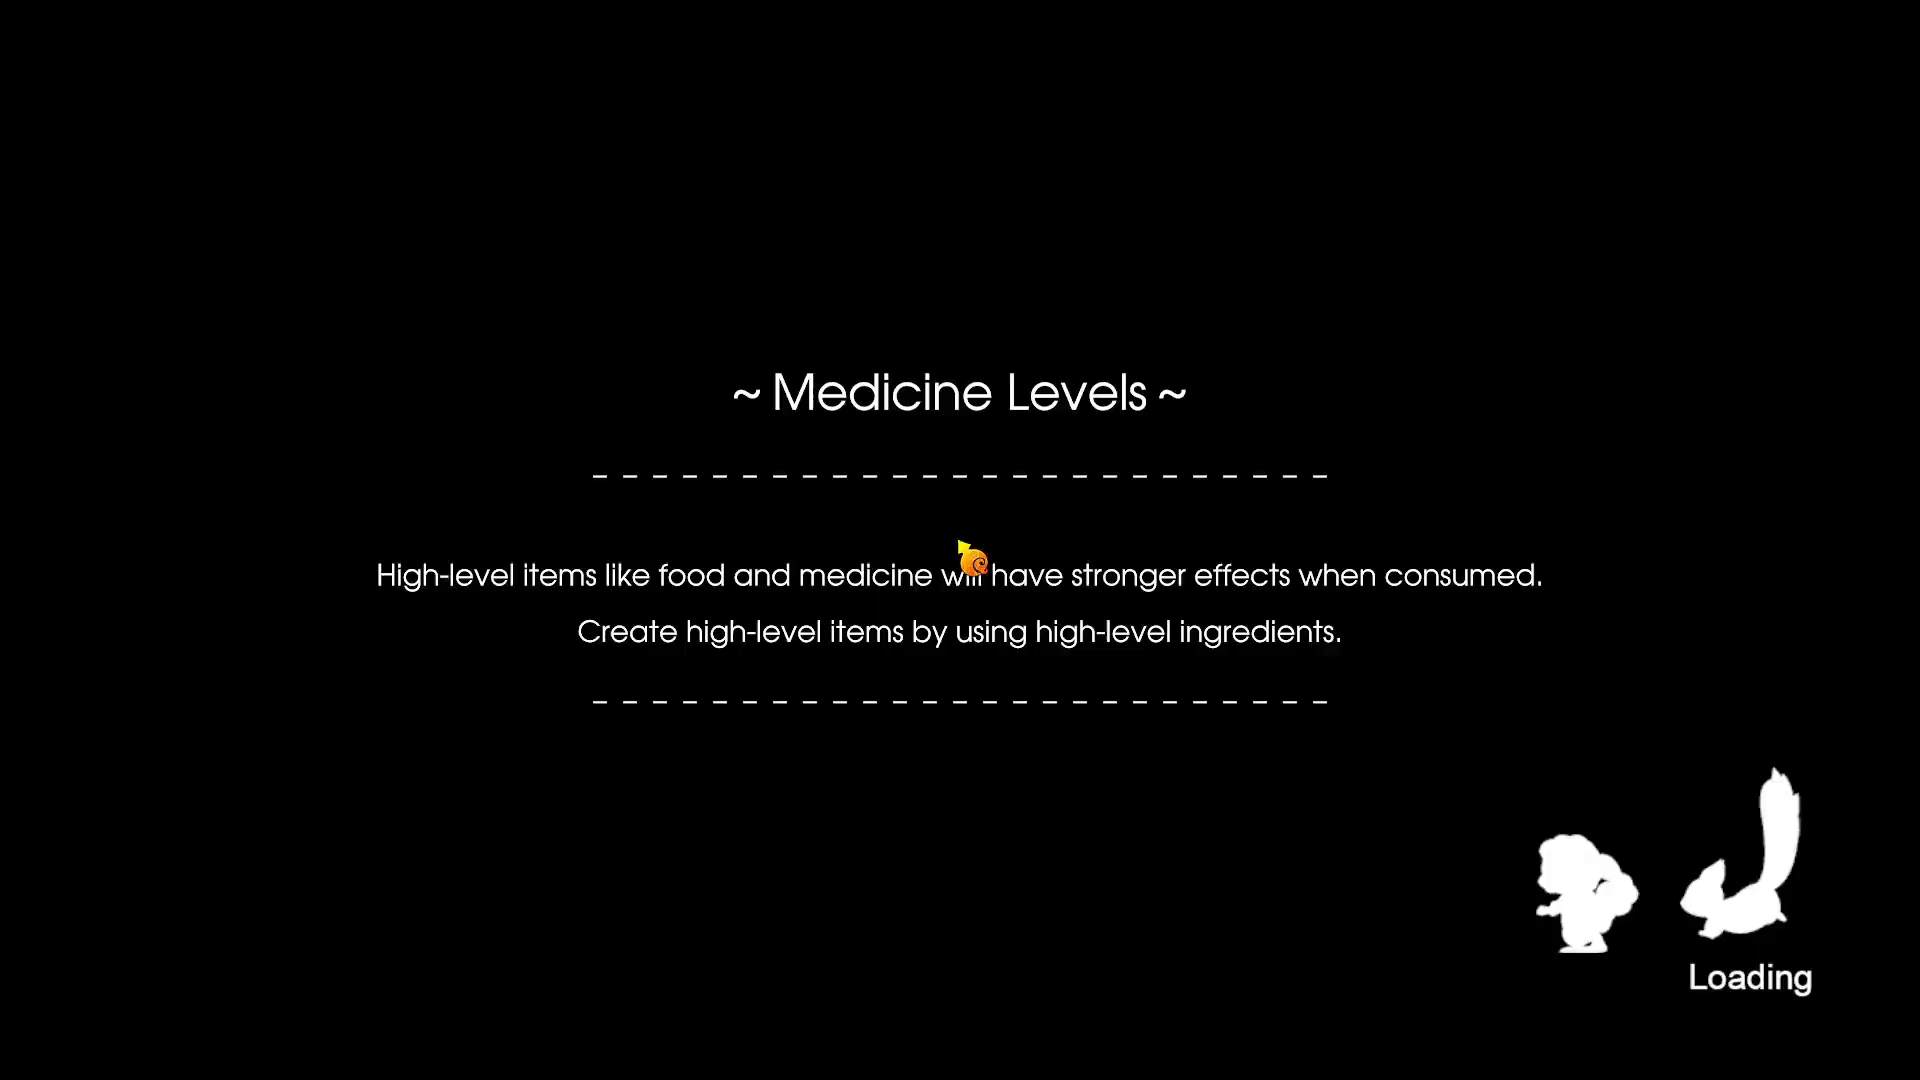 ~ Medicine Levels ~
– – – – – – – – – – – – – – – – – – – – – – – – –
High-level items like food and medicine will have stronger effects when consumed.
Create high-level items by using high-level ingredients.
– – – – – – – – – – – – – – – – – – – – – – – – –
Loading